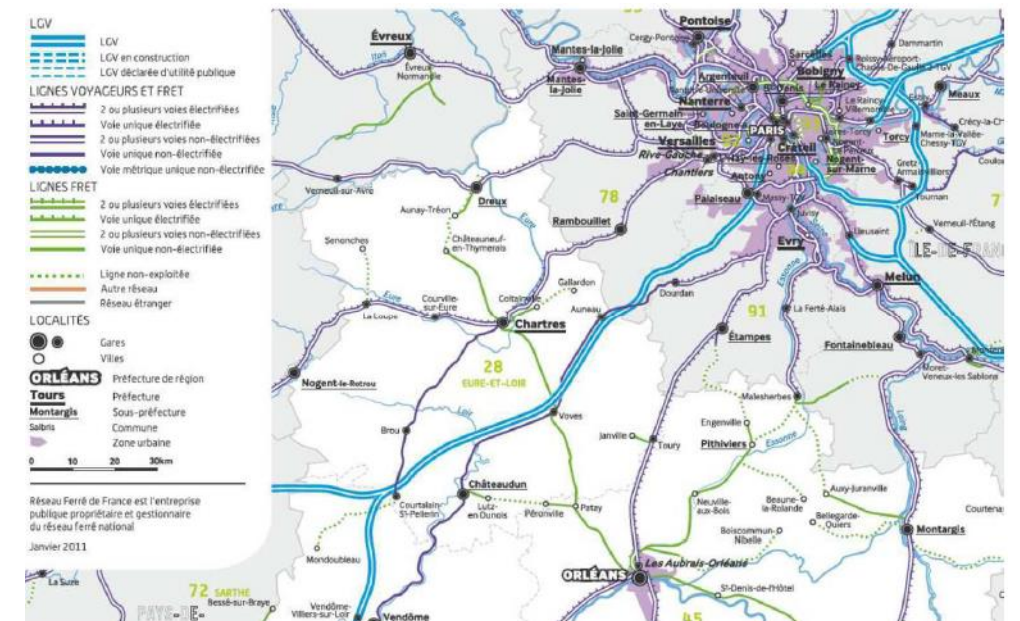 LGV
LGV
LGV en construction
LGV déclarée d'utilité publique
LIGNES VOYAGEURS ET FRET
2 ou plusieurs voies électrifiées
Voie unique électrifiée
2 ou plusieurs voies non-électrifiées
Voie unique non-électrifiée
Voie métrique unique non-électrifiée
LIGNES FRET
2 ou plusieurs voies électrifiées
Voie unique électrifiée
2 ou plusieurs voies non-électrifiées
Voie unique non-électrifiée
Ligne non-exploitée
Autre réseau
Réseau étranger
LOCALITÉS
Gares
Villes
ORLÉANS Préfecture de région
Tours Préfecture
Montargis Sous-préfecture
Salbris Commune
Zone urbaine
0 10 20 30km
Réseau Ferré de France est l'entreprise
publique propriétaire et gestionnaire
du réseau ferré national
Janvier 2011
Pontoise
Évreux
Cergy-Pontoise
Dammartin
Mantes-la-Jolie
Sarcelles
Évreux
Normandie
Mantes-
la-Jolie
Argenteuil
Bobigny
Le Raincy
Meaux
Nanterre
Saint-Germain
en-Laye
PARIS
Torcy
Marne-la-Vallée-
Chessy-TGV
Versailles
Rive-Gauche
Chantiers
Créteil
Nogent-
sur-Marne
Antony
Gretz-
Armainvilliers
Verneuil-sur-Avre
Dreux
78
Palaiseau
Massy-TGV
Tournan
Aunay-Tréon
Rambouillet
Juvisy
Verneuil-l'Étang
Senonches
Châteauneuf-
en-Thymerais
Evry
Lieusaint
ÎLE-DE-FRAN
Essonne
Melun
Gallardon
Dourdan
Eure
Courville-
sur-Eure
Coltainville
Auneau
91
La Ferté-Alais
La Loupe
Chartres
Étampes
Fontainebleau
28
EURE-ET-LOIR
Moret-
Veneux-les Sablons
Nogent-le-Rotrou
Malesherbes
Loir
Voves
Engenville
Loing
Brou
Janville
Toury
Pithiviers
Essonne
Châteaudun
Auxy-Juranville
Courtalain-
St-Pellerin
Lutz-
en Dunois
Péronville
Patay
Neuville-
aux-Bois
Beaune-
la-Rolande
Bellegarde-
Quiers
Courtena
Boiscommun-
Nibelle
Montargis
Mondoubleau
Les Aubrais-Orléans
ORLÉANS
La Suze
72 SARTHE
St-Denis-de-l'Hôtel
Bessé-sur-Braye
PAYS-DE-
Vendôme-
Villiers-sur-Loir
Vendôme
45